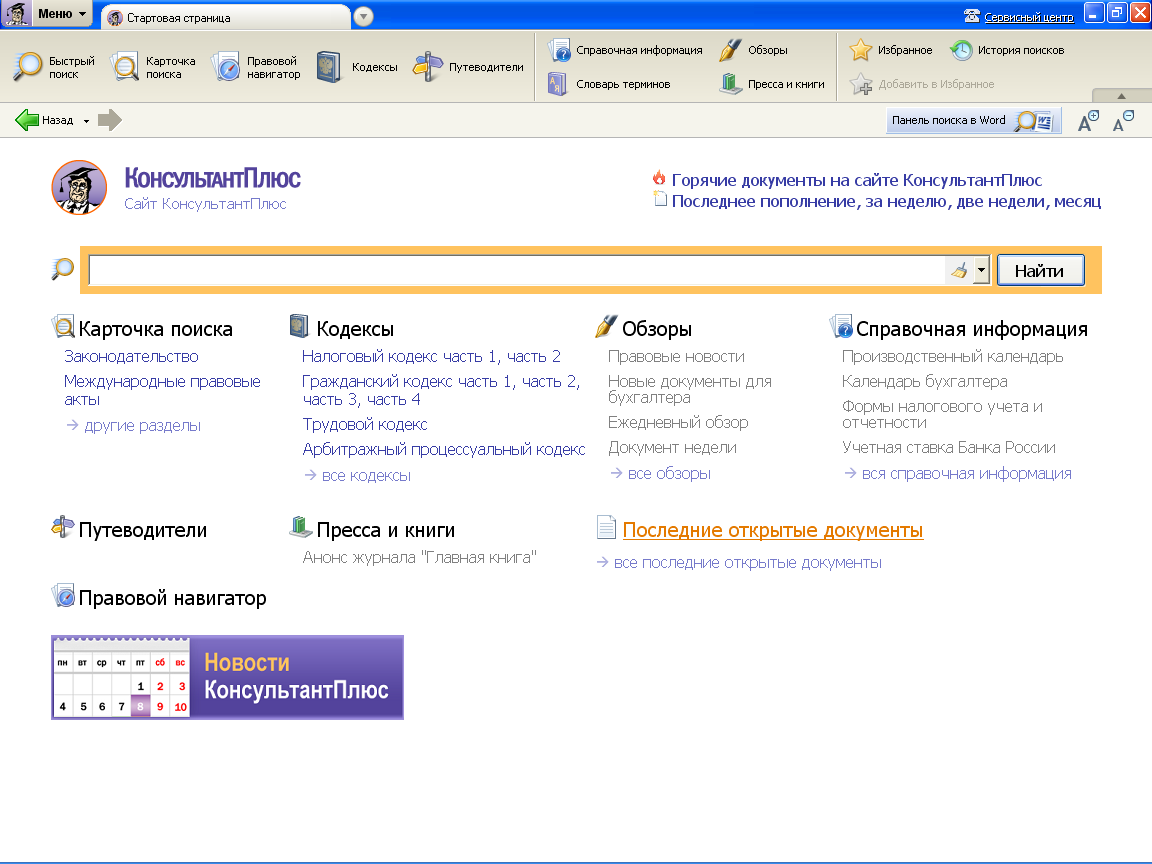 Меню
Стартовая страница
Сервисный центр
Быстрый
поиск
Карточка
поиска
Правовой
навигатор
Кодексы
Путеводители
Справочная информация
Словарь терминов
Обзоры
Пресса и книги
Избранное
История поисков
Добавить в Избранное
Назад
Панель поиска в Word
КонсультантПлюс
Сайт КонсультантПлюс
Горячие документы на сайте КонсультантПлюс
Последнее пополнение, за неделю, две недели, месяц
Найти
Карточка поиска
Законодательство
Международные правовые
акты
другие разделы
Кодексы
Налоговый кодекс часть 1, часть 2
Гражданский кодекс часть 1, часть 2,
часть 3, часть 4
Трудовой кодекс
Арбитражный процессуальный кодекс
все кодексы
Обзоры
Правовые новости
Новые документы для
бухгалтера
Ежедневный обзор
Документ недели
все обзоры
Справочная информация
Производственный календарь
Календарь бухгалтера
Формы налогового учета и
отчетности
Учетная ставка Банка России
вся справочная информация
Путеводители
Пресса и книги
Анонс журнала "Главная книга"
Последние открытые документы
все последние открытые документы
Правовой навигатор
пн вт ср чт пт сб вс
1 2 3
4 5 6 7 8 9 10
Новости
КонсультантПлюс